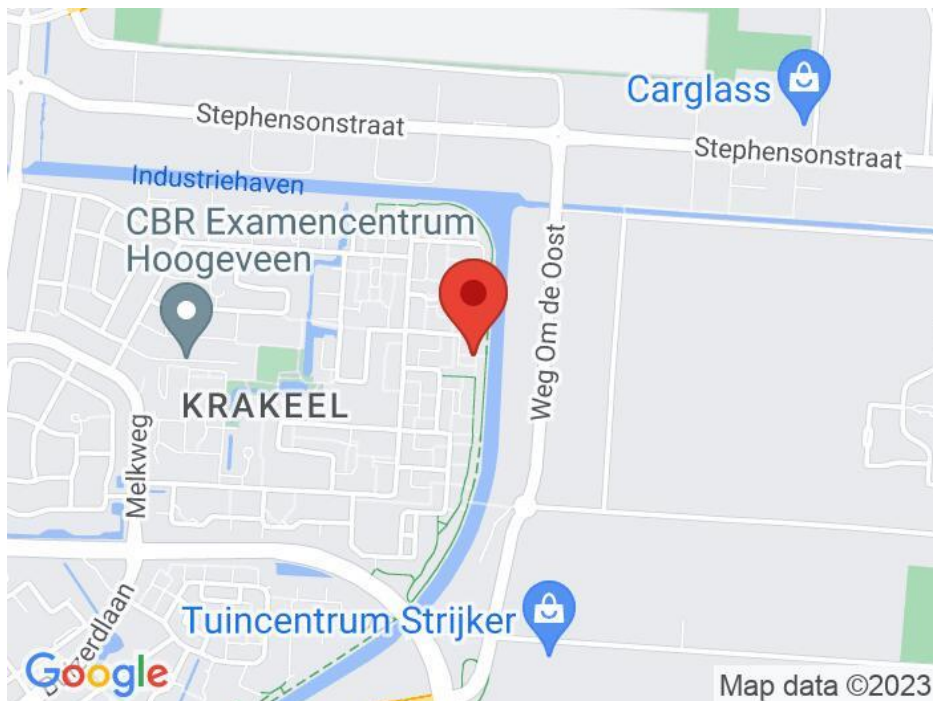 Carglass
Stephensonstraat
Stephensonstraat
Industriehaven
CBR Examencentrum
Hoogeveen
Weg Om de Oost
KRAKEEL
Melkweg
Tuincentrum Strijker
Google
Map data ©2023